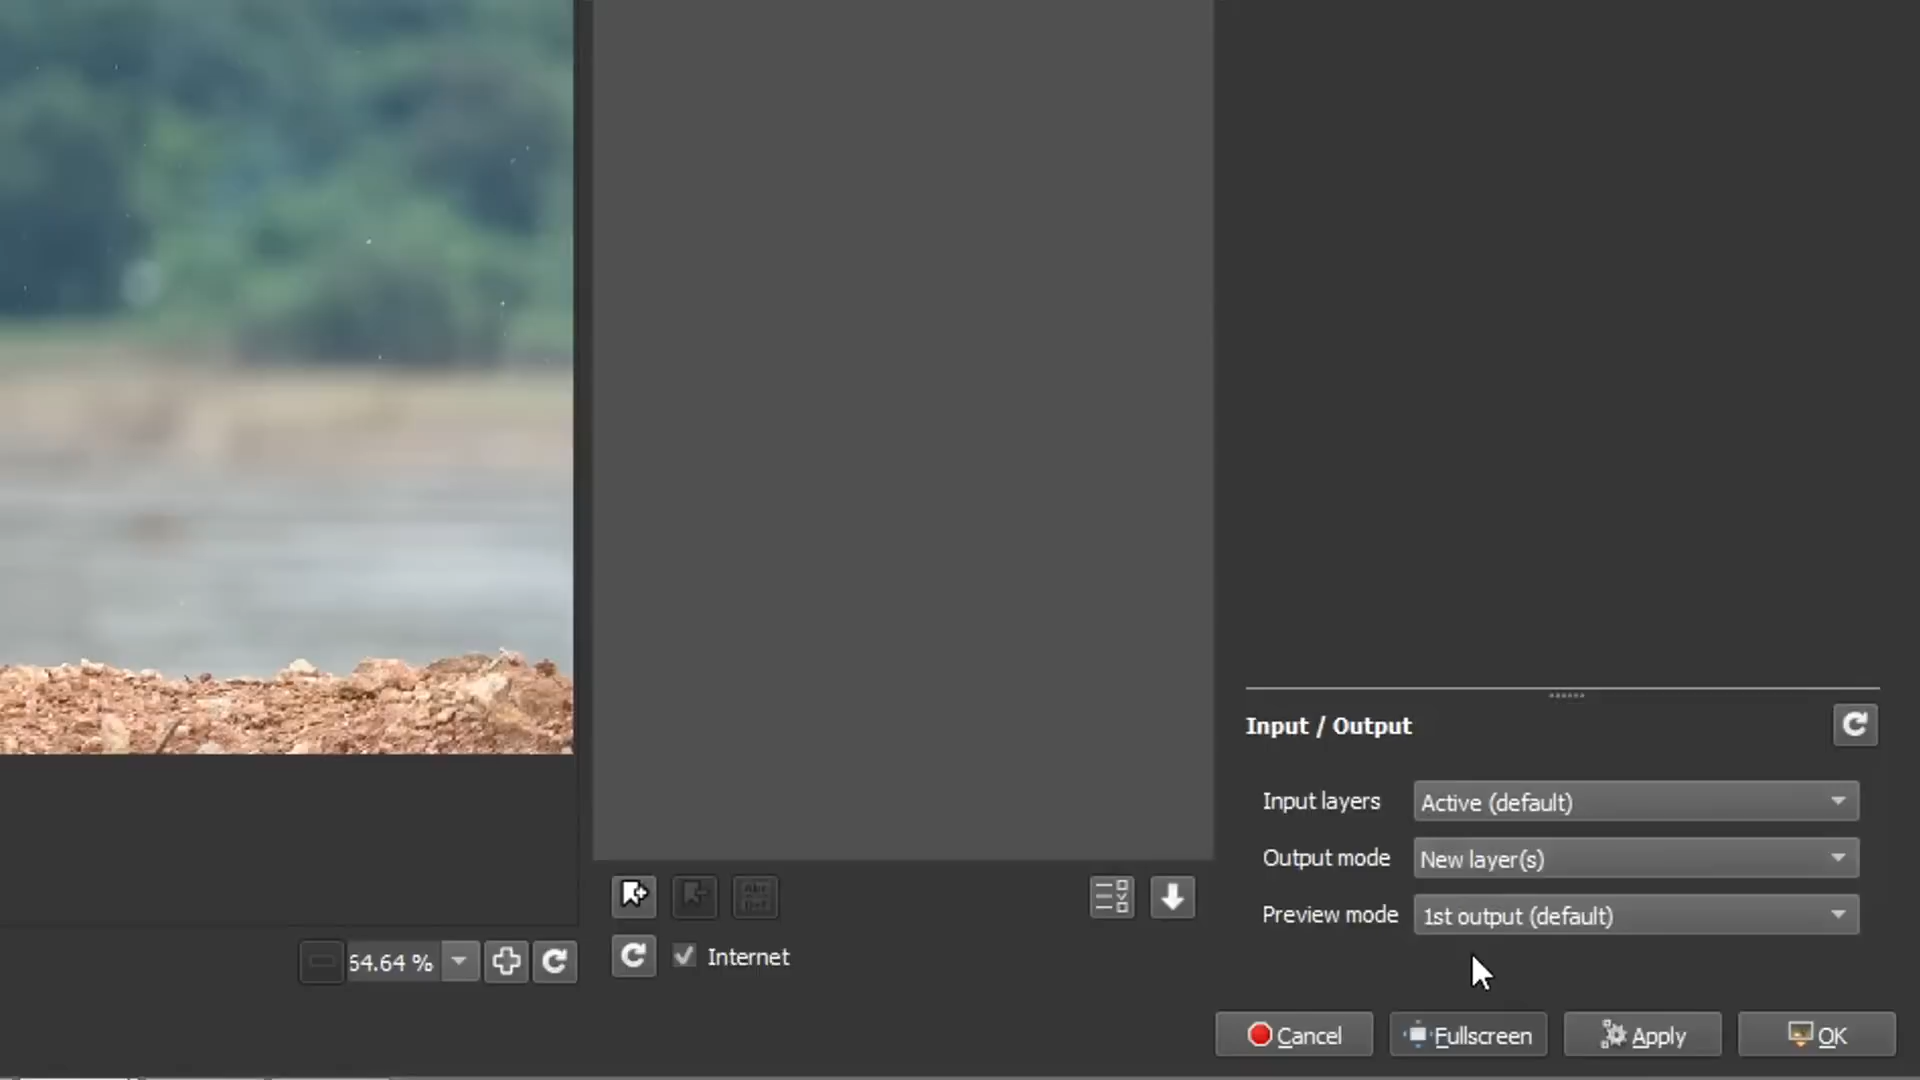 Input / Output
Input layers Active (default)
Output mode New layer(s)
Preview mode 1st output (default)
54.64 %
Internet
Cancel Fullscreen Apply OK